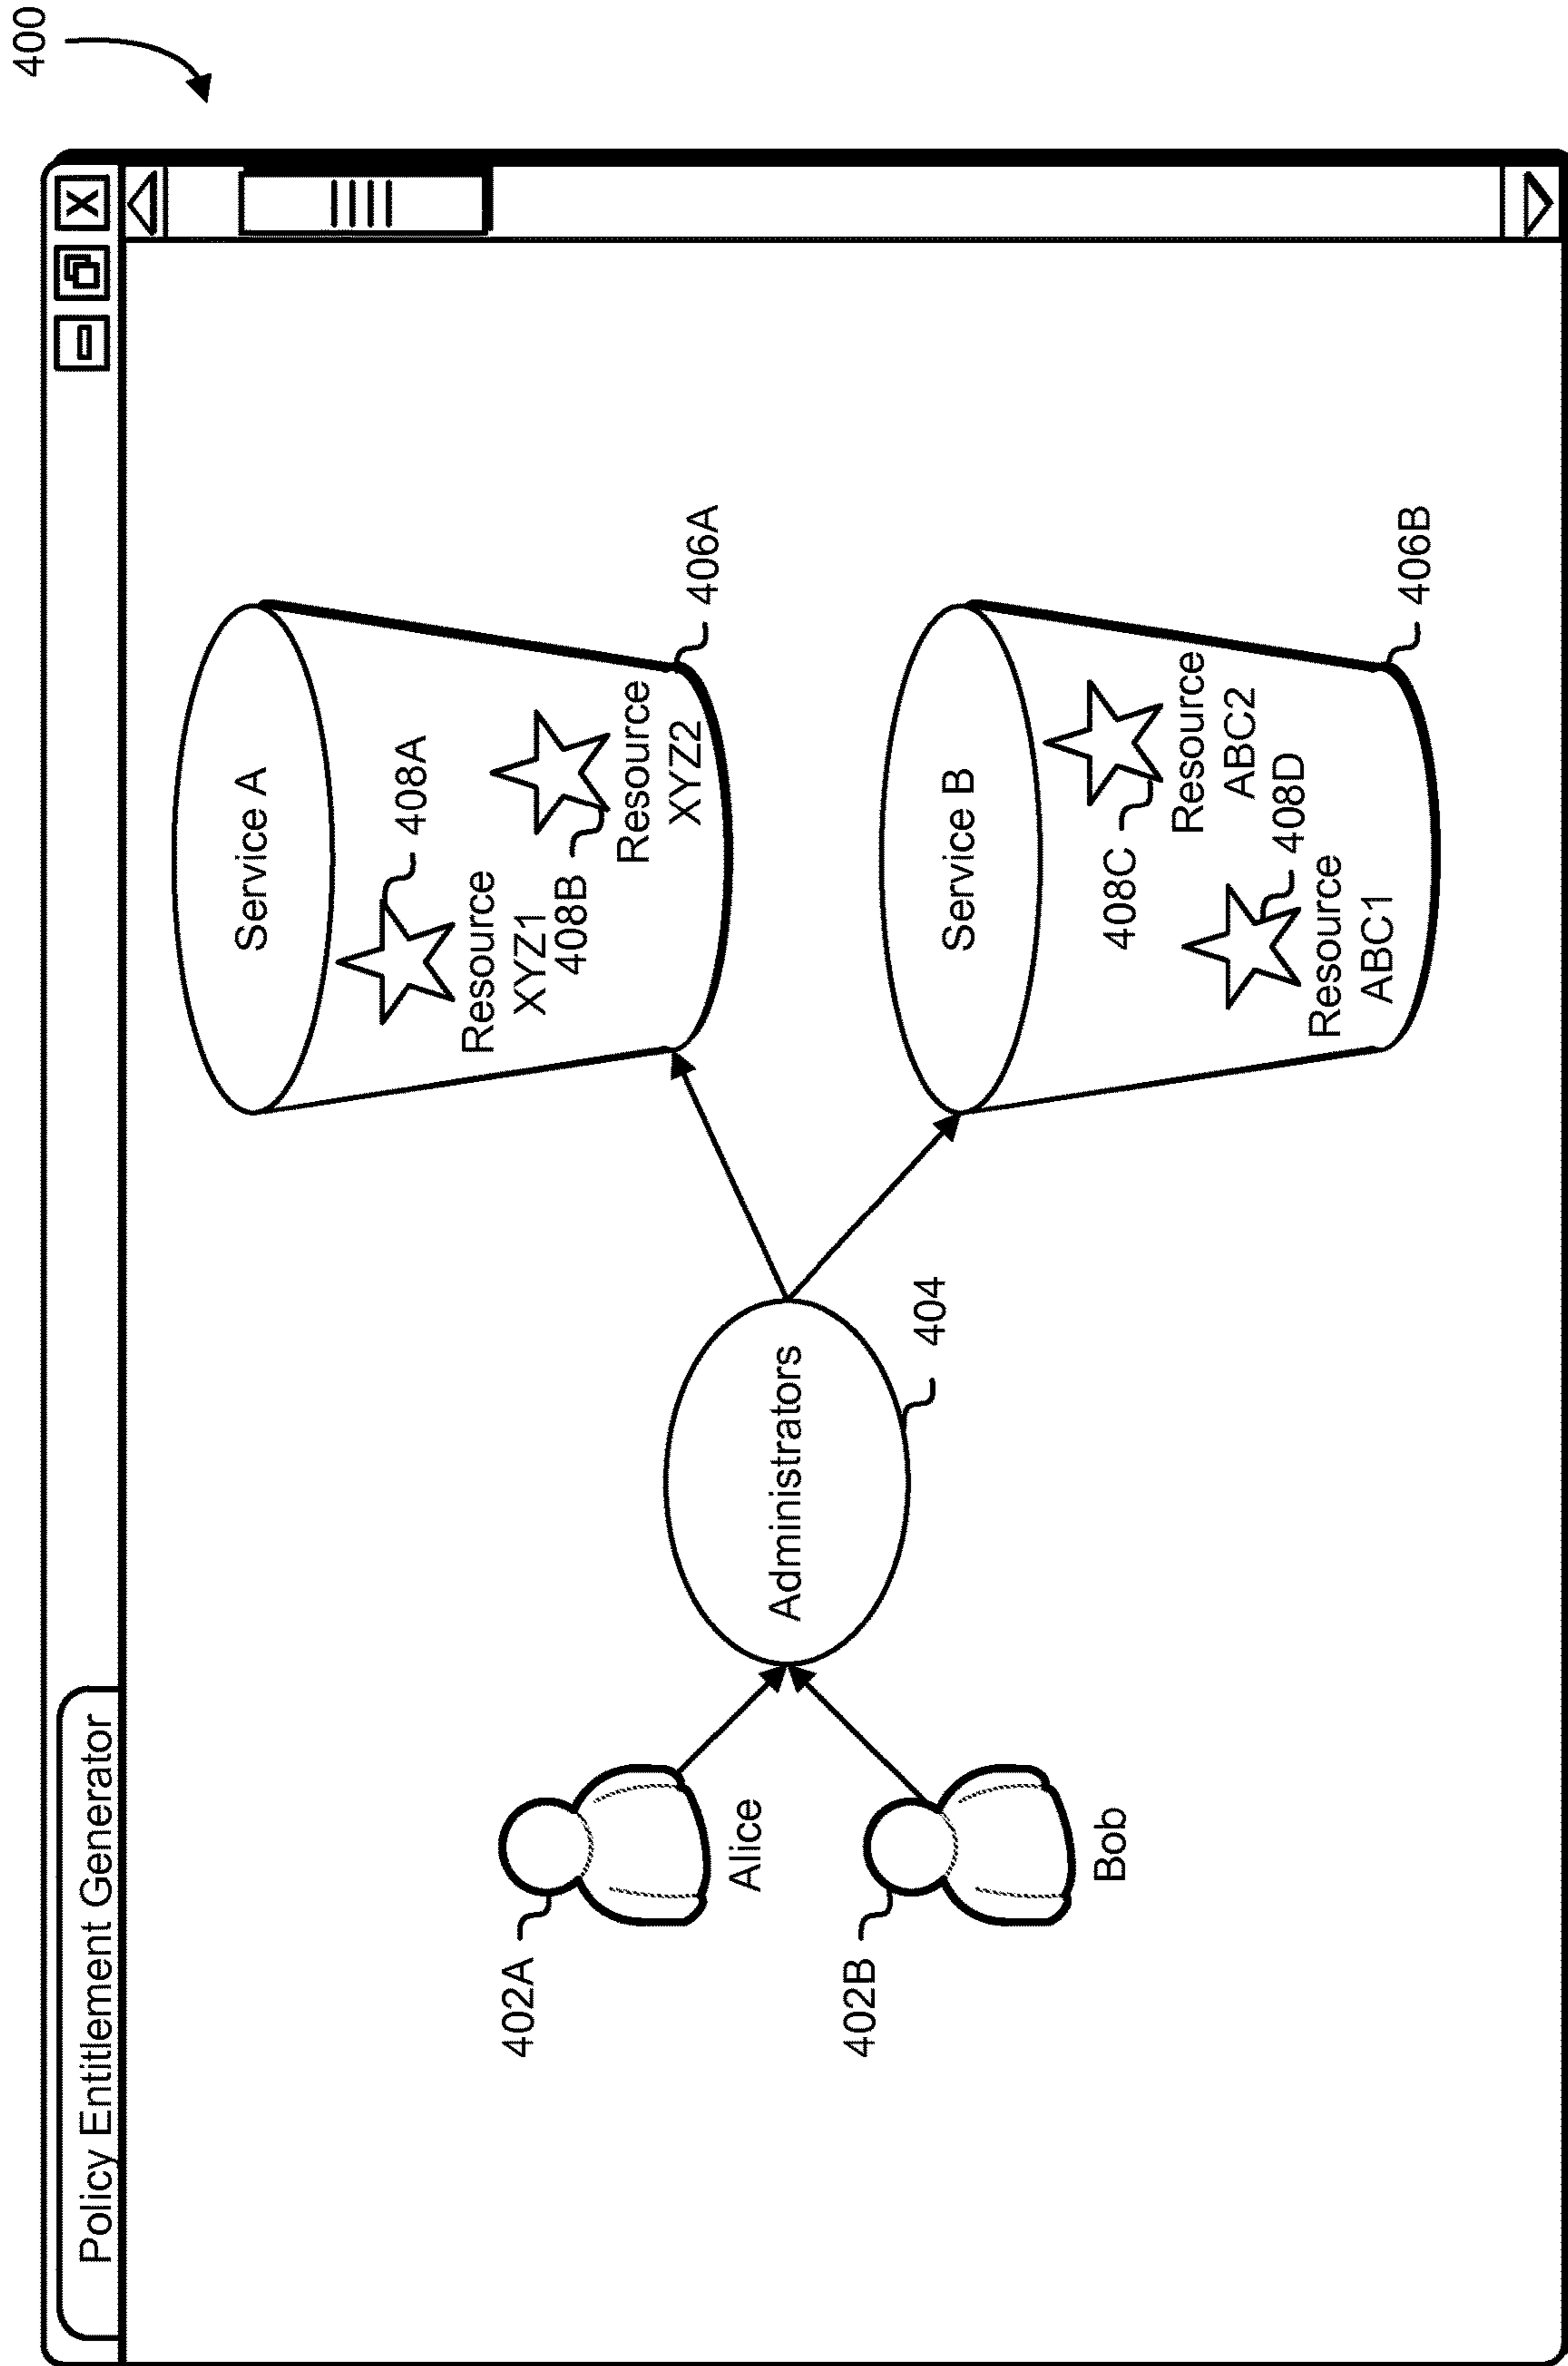 400
Policy Entitlement Generator
X
402A
Alice
402B
Bob
Administrators
404
Service A
408A
Resource
XYZ1
408B
Resource
XYZ2
406A
Service B
408C
Resource
ABC2
408D
Resource
ABC1
406B